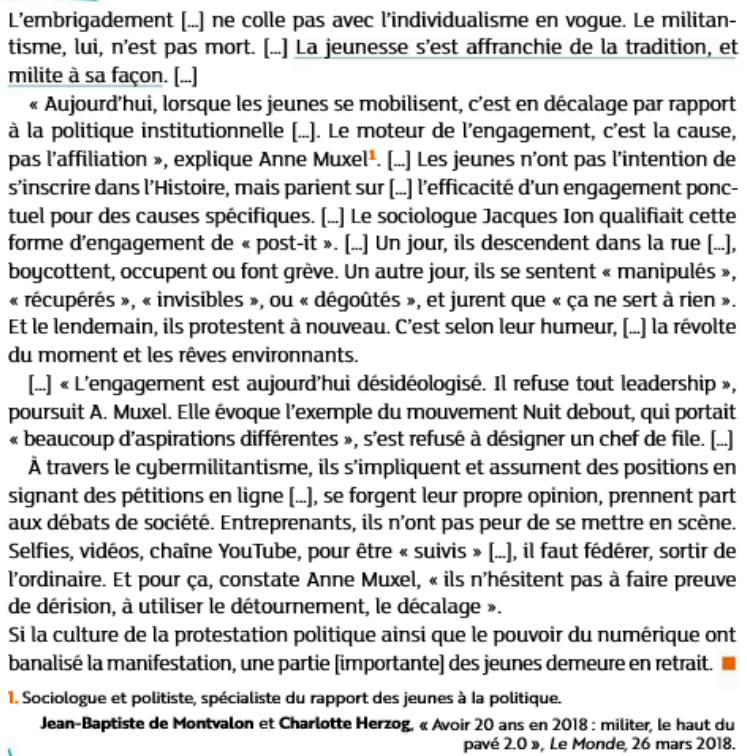 L'embrigadement [...] ne colle pas avec l'individualisme en vogue. Le militan-
tisme, lui, n'est pas mort. [...] La jeunesse s'est affranchie de la tradition, et
milite à sa façon. [...]
« Aujourd'hui, lorsque les jeunes se mobilisent, c'est en décalage par rapport
à la politique institutionnelle [...]. Le moteur de l'engagement, c'est la cause,
pas l'affiliation », explique Anne Muxel1. [...] Les jeunes n'ont pas l'intention de
s'inscrire dans l'Histoire, mais parient sur [...] l'efficacité d'un engagement ponc-
tuel pour des causes spécifiques. [...] Le sociologue Jacques Ion qualifiait cette
forme d'engagement de « post-it ». [...] Un jour, ils descendent dans la rue [...],
boycottent, occupent ou font grève. Un autre jour, ils se sentent « manipulés »,
« récupérés », « invisibles », ou « dégoûtés », et jurent que « ça ne sert à rien ».
Et le lendemain, ils protestent à nouveau. C'est selon leur humeur, [...] la révolte
du moment et les rêves environnants.
[...] « L'engagement est aujourd'hui désidéologisé. Il refuse tout leadership »,
poursuit A. Muxel. Elle évoque l'exemple du mouvement Nuit debout, qui portait
« beaucoup d'aspirations différentes », s'est refusé à désigner un chef de file. [...]
À travers le cybermilitantisme, ils s'impliquent et assument des positions en
signant des pétitions en ligne [...], se forgent leur propre opinion, prennent part
aux débats de société. Entreprenants, ils n'ont pas peur de se mettre en scène.
Selfies, vidéos, chaîne YouTube, pour être « suivis » [...], il faut fédérer, sortir de
l'ordinaire. Et pour ça, constate Anne Muxel, « ils n'hésitent pas à faire preuve
de dérision, à utiliser le détournement, le décalage ».
Si la culture de la protestation politique ainsi que le pouvoir du numérique ont
banalisé la manifestation, une partie [importante] des jeunes demeure en retrait.
1. Sociologue et politiste, spécialiste du rapport des jeunes à la politique.
Jean-Baptiste de Montvalon et Charlotte Herzog, « Avoir 20 ans en 2018 : militer, le haut du
pavé 2.0 », Le Monde, 26 mars 2018.